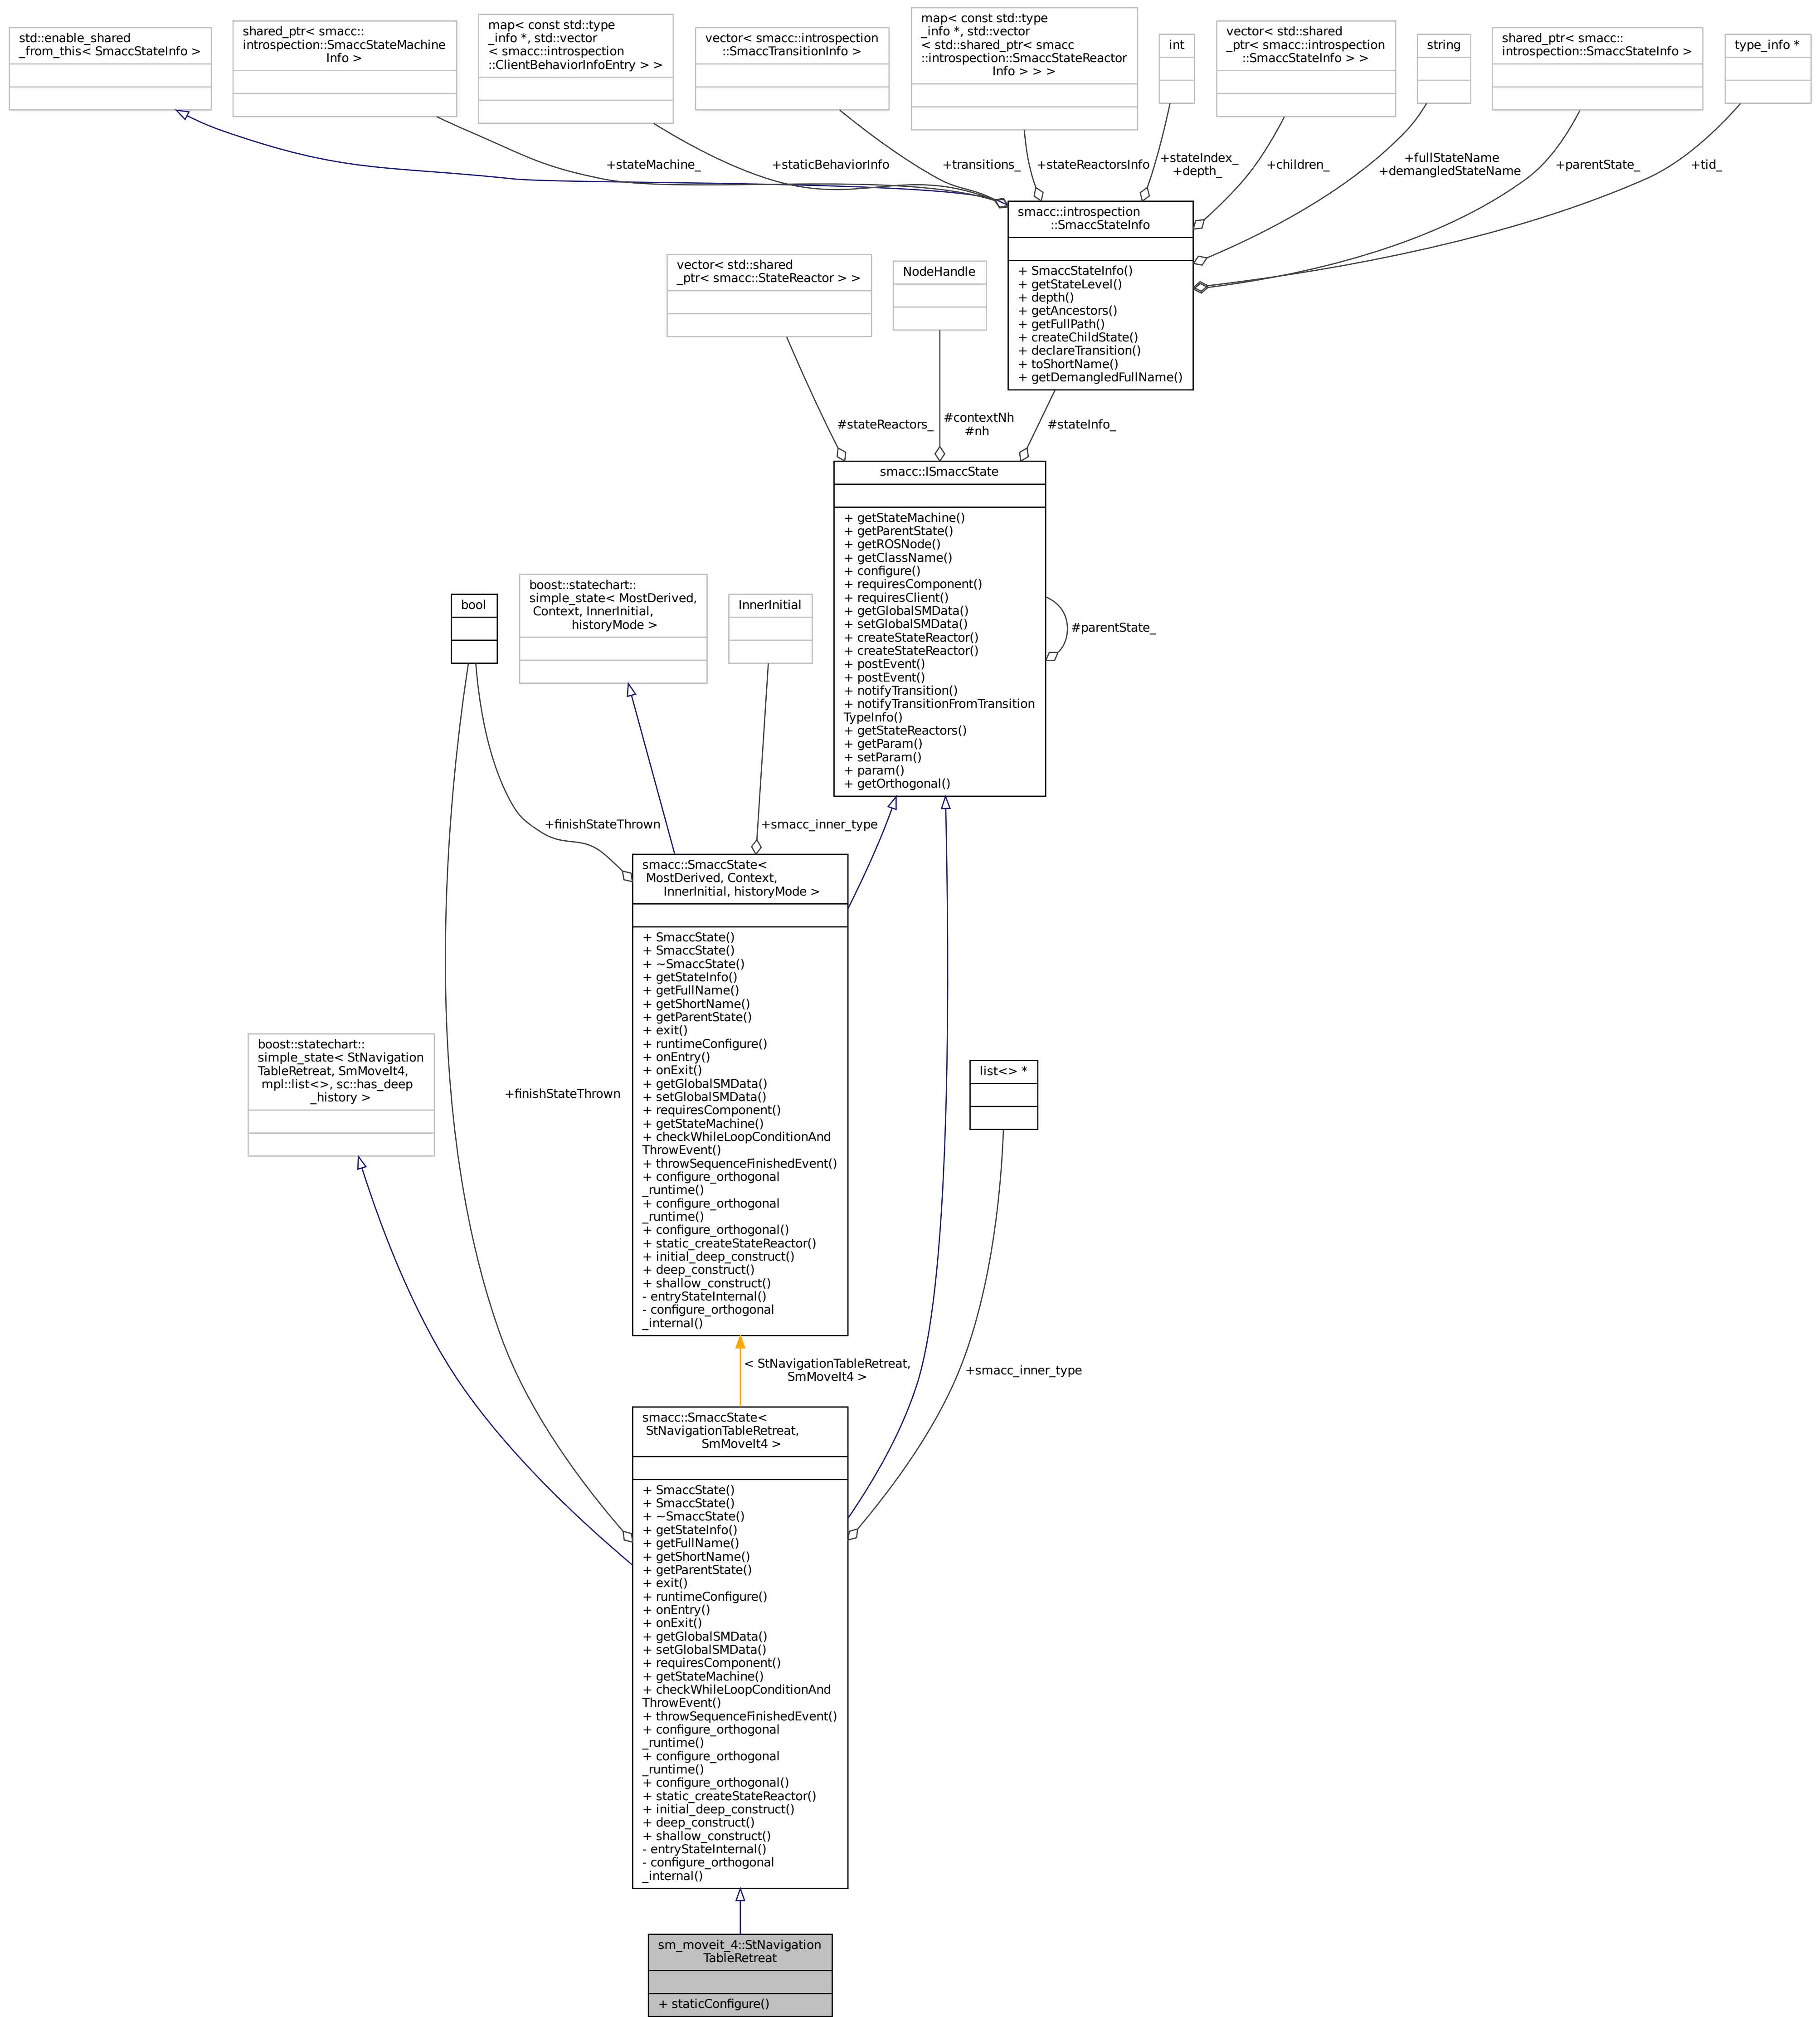 std::enable_shared
_from_this< SmaccStateInfo >
shared_ptr< smacc::
introspection::SmaccStateMachine
Info >
map< const std::type
_info *, std::vector
< smacc::introspection
::ClientBehaviorInfoEntry > >
vector< smacc::introspection
::SmaccTransitionInfo >
map< const std::type
_info *, std::vector
< std::shared_ptr< smacc
::introspection::SmaccStateReactor
Info > > >
int
vector< std::shared
_ptr< smacc::introspection
::SmaccStateInfo > >
string
shared_ptr< smacc::
introspection::SmaccStateInfo >
type_info *
+stateMachine_
+staticBehaviorInfo
+transitions_
+stateReactorsInfo
+stateIndex_
+depth_
+children_
+fullStateName
+demangledStateName
+parentState_
+tid_
smacc::introspection
::SmaccStateInfo
+ SmaccStateInfo()
+ getStateLevel()
+ depth()
+ getAncestors()
+ getFullPath()
+ createChildState()
+ declareTransition()
+ toShortName()
+ getDemangledFullName()
vector< std::shared
_ptr< smacc::StateReactor > >
NodeHandle
#stateReactors_
#contextNh
#nh
#stateInfo_
smacc::ISmaccState
+ getStateMachine()
+ getParentState()
+ getROSNode()
+ getClassName()
+ configure()
+ requiresComponent()
+ requiresClient()
+ getGlobalSMData()
+ setGlobalSMData()
+ createStateReactor()
+ createStateReactor()
+ postEvent()
+ postEvent()
+ notifyTransition()
+ notifyTransitionFromTransition
TypeInfo()
+ getStateReactors()
+ getParam()
+ setParam()
+ param()
+ getOrthogonal()
#parentState_
bool
boost::statechart::
simple_state< MostDerived,
Context, InnerInitial,
historyMode >
InnerInitial
+finishStateThrown
+smacc_inner_type
smacc::SmaccState<
MostDerived, Context,
InnerInitial, historyMode >
+ SmaccState()
+ SmaccState()
+ ~SmaccState()
+ getStateInfo()
+ getFullName()
+ getShortName()
+ getParentState()
+ exit()
+ runtimeConfigure()
+ onEntry()
+ onExit()
+ getGlobalSMData()
+ setGlobalSMData()
+ requiresComponent()
+ getStateMachine()
+ checkWhileLoopConditionAnd
ThrowEvent()
+ throwSequenceFinishedEvent()
+ configure_orthogonal
_runtime()
+ configure_orthogonal
_runtime()
+ configure_orthogonal()
+ static_createStateReactor()
+ initial_deep_construct()
+ deep_construct()
+ shallow_construct()
- entryStateInternal()
- configure_orthogonal
_internal()
boost::statechart::
simple_state< StNavigation
TableRetreat, SmMoveIt4,
mpl::list<>, sc::has_deep
_history >
+finishStateThrown
list<> *
< StNavigationTableRetreat,
SmMoveIt4 >
+smacc_inner_type
smacc::SmaccState<
StNavigationTableRetreat,
SmMoveIt4 >
+ SmaccState()
+ SmaccState()
+ ~SmaccState()
+ getStateInfo()
+ getFullName()
+ getShortName()
+ getParentState()
+ exit()
+ runtimeConfigure()
+ onEntry()
+ onExit()
+ getGlobalSMData()
+ setGlobalSMData()
+ requiresComponent()
+ getStateMachine()
+ checkWhileLoopConditionAnd
ThrowEvent()
+ throwSequenceFinishedEvent()
+ configure_orthogonal
_runtime()
+ configure_orthogonal
_runtime()
+ configure_orthogonal()
+ static_createStateReactor()
+ initial_deep_construct()
+ deep_construct()
+ shallow_construct()
- entryStateInternal()
- configure_orthogonal
_internal()
sm_moveit_4::StNavigation
TableRetreat
+ staticConfigure()